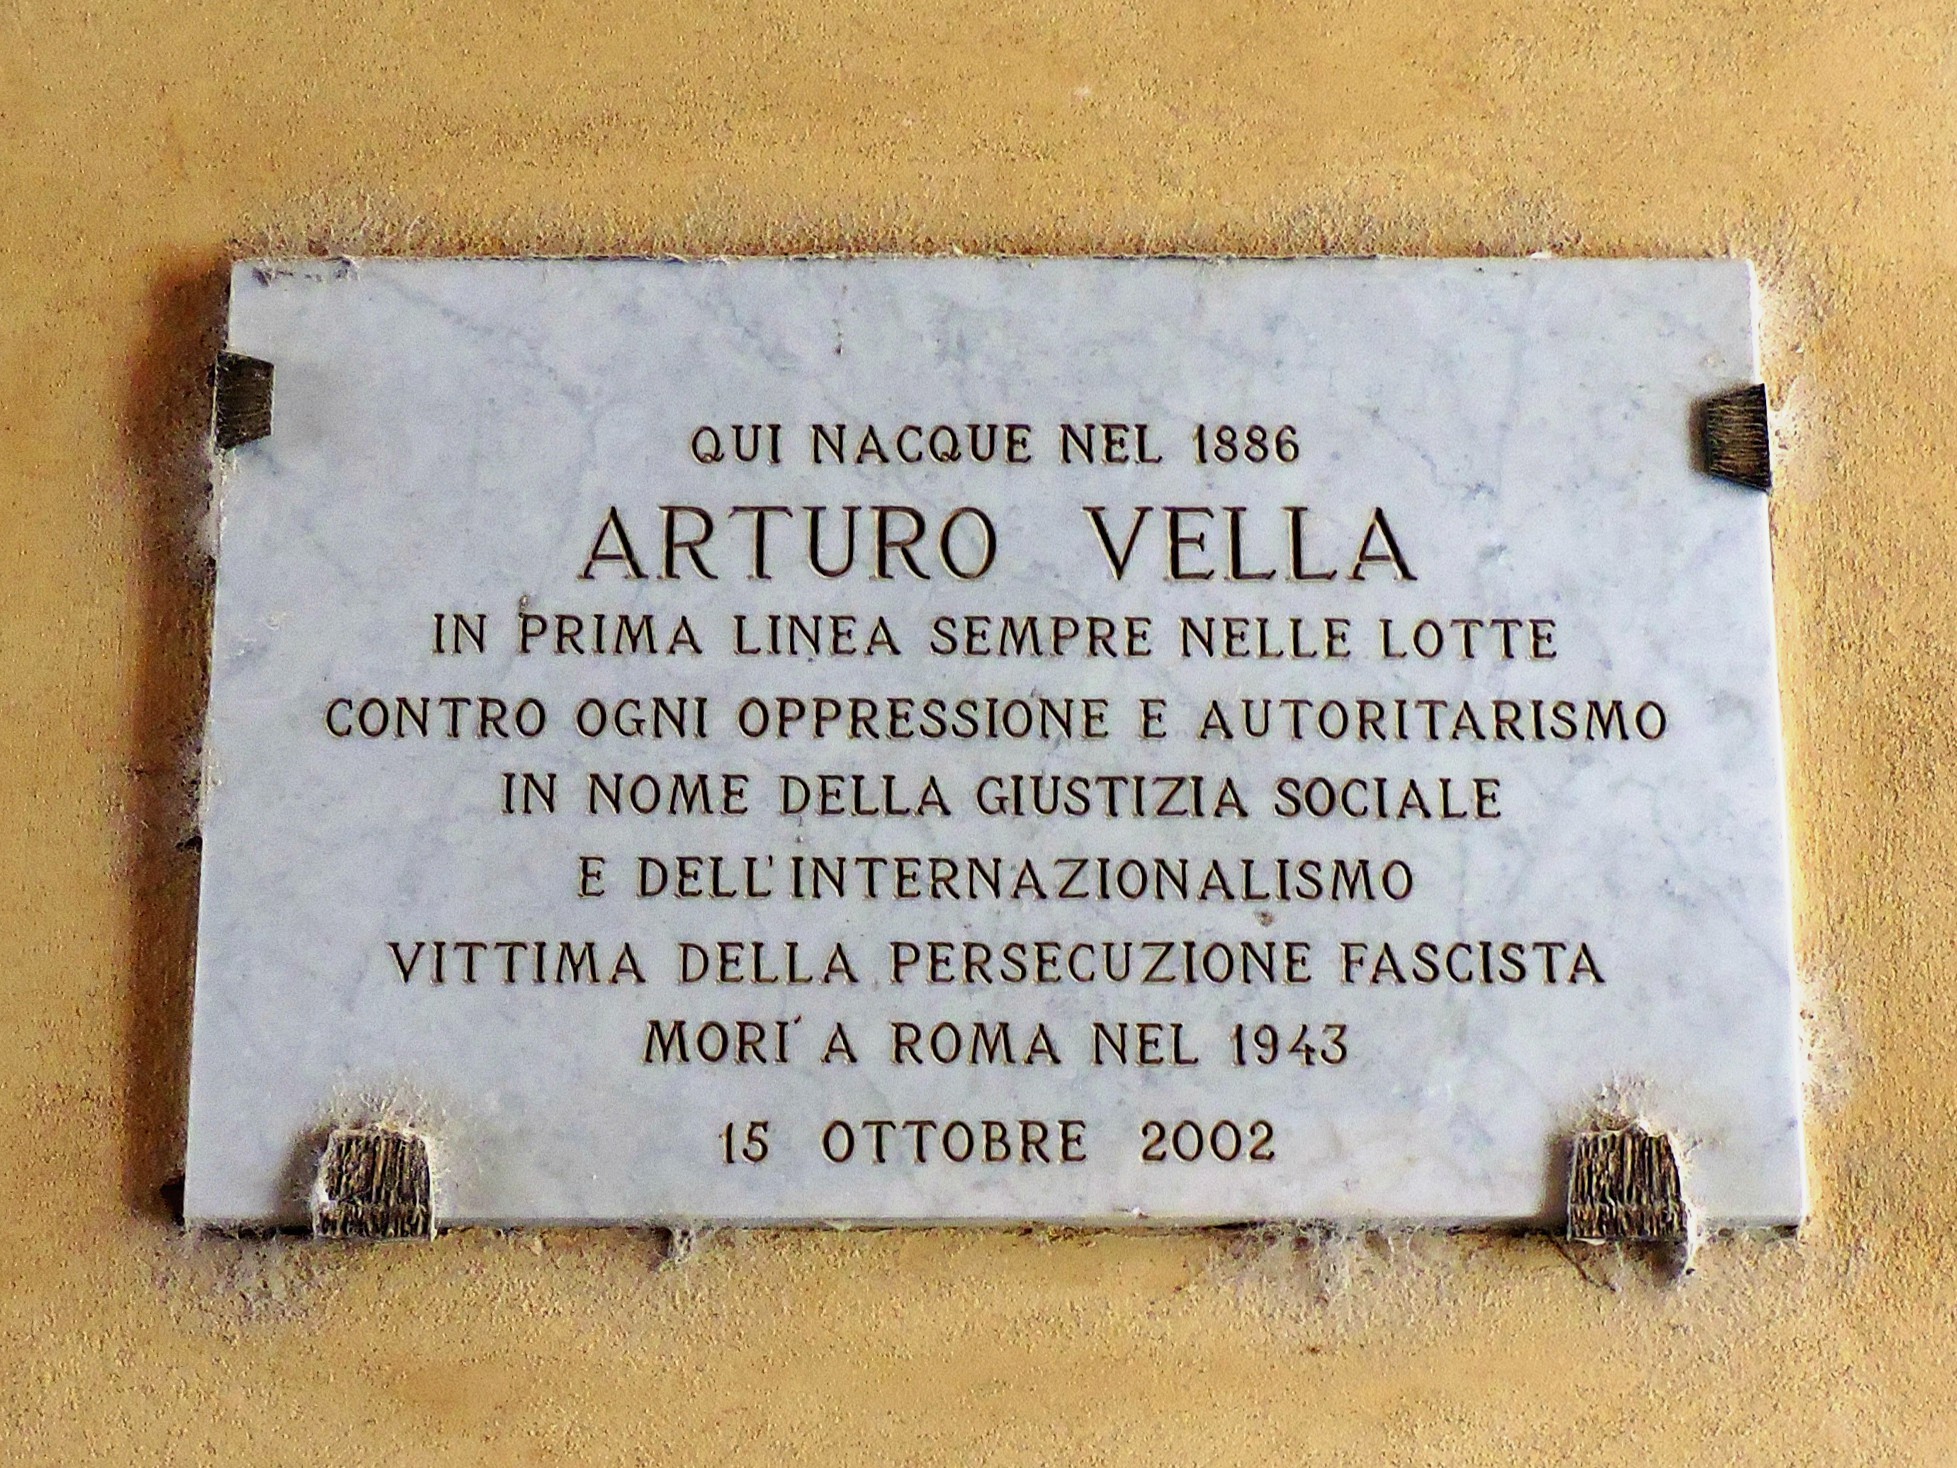 QUI NACQUE NEL 1886
ARTURO VELLA
IN PRIMA LINEA SEMPRE NELLE LOTTE
CONTRO OGNI OPPRESSIONE E AUTORITARISMO
IN NOME DELLA GIUSTIZIA SOCIALE
E DELL'INTERNAZIONALISMO
VITTIMA DELLA PERSECUZIONE FASCISTA
MORI' A ROMA NEL 1943
15 OTTOBRE 2002